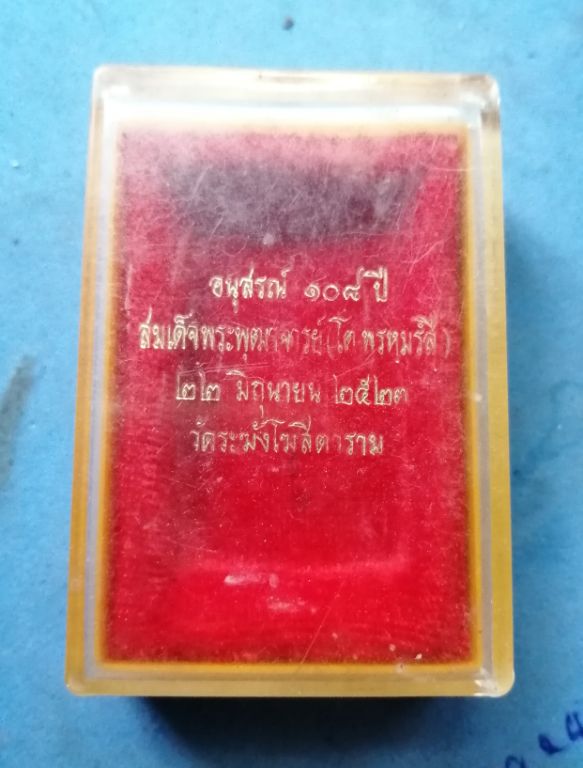 อนุสรณ์ ๑๐๘ ปี
สมเด็จพระพุฒาจารย์(โต พรหมรํสี)
๒๒ มิถุนายน ๒๕๒๓
วัดระฆังโฆสิตาราม